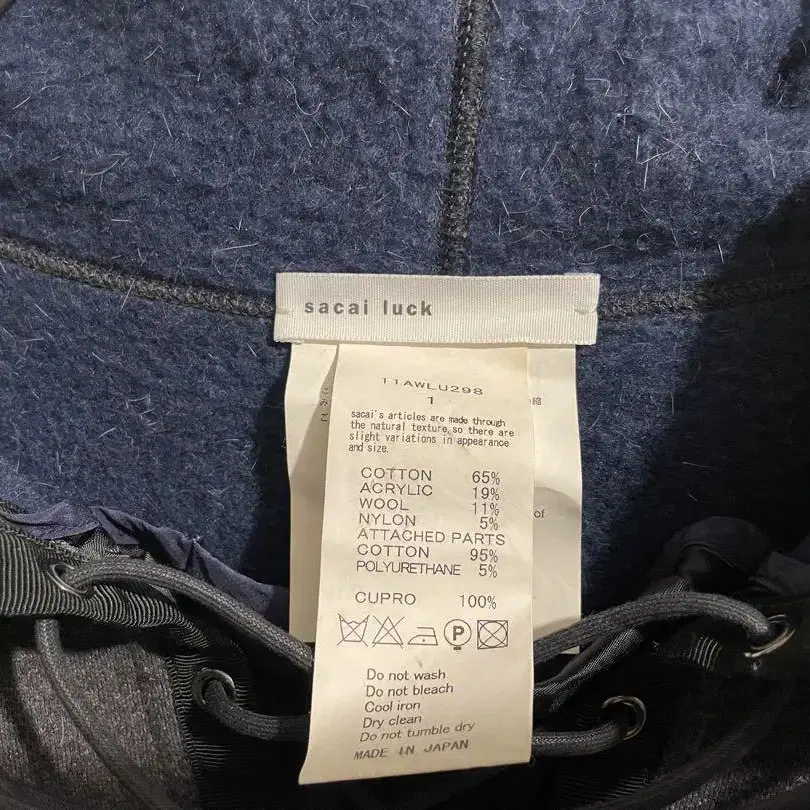 sacai luck
11AWLU298
1
sacai's articles are made through
the natural texture, so there are
slight variations in appearance
and size.
COTTON 65%
ACRYLIC 19%
WOOL 11%
NYLON 5%
ATTACHED PARTS
COTTON 95%
POLYURETHANE 5%
CUPRO 100%
P
Do not wash
Do not bleach
Cool iron
Dry clean
Do not tumble dry
MADE IN JAPAN
of